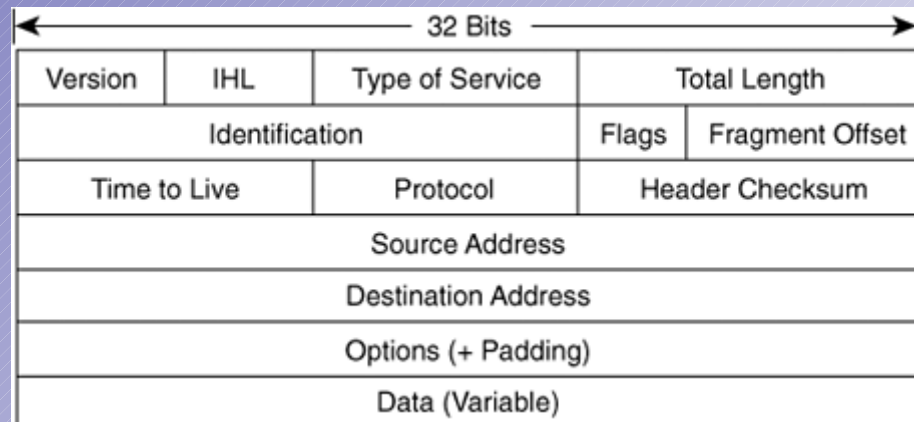 32 Bits
Version IHL Type of Service Total Length
Identification Flags Fragment Offset
Time to Live Protocol Header Checksum
Source Address
Destination Address
Options (+ Padding)
Data (Variable)